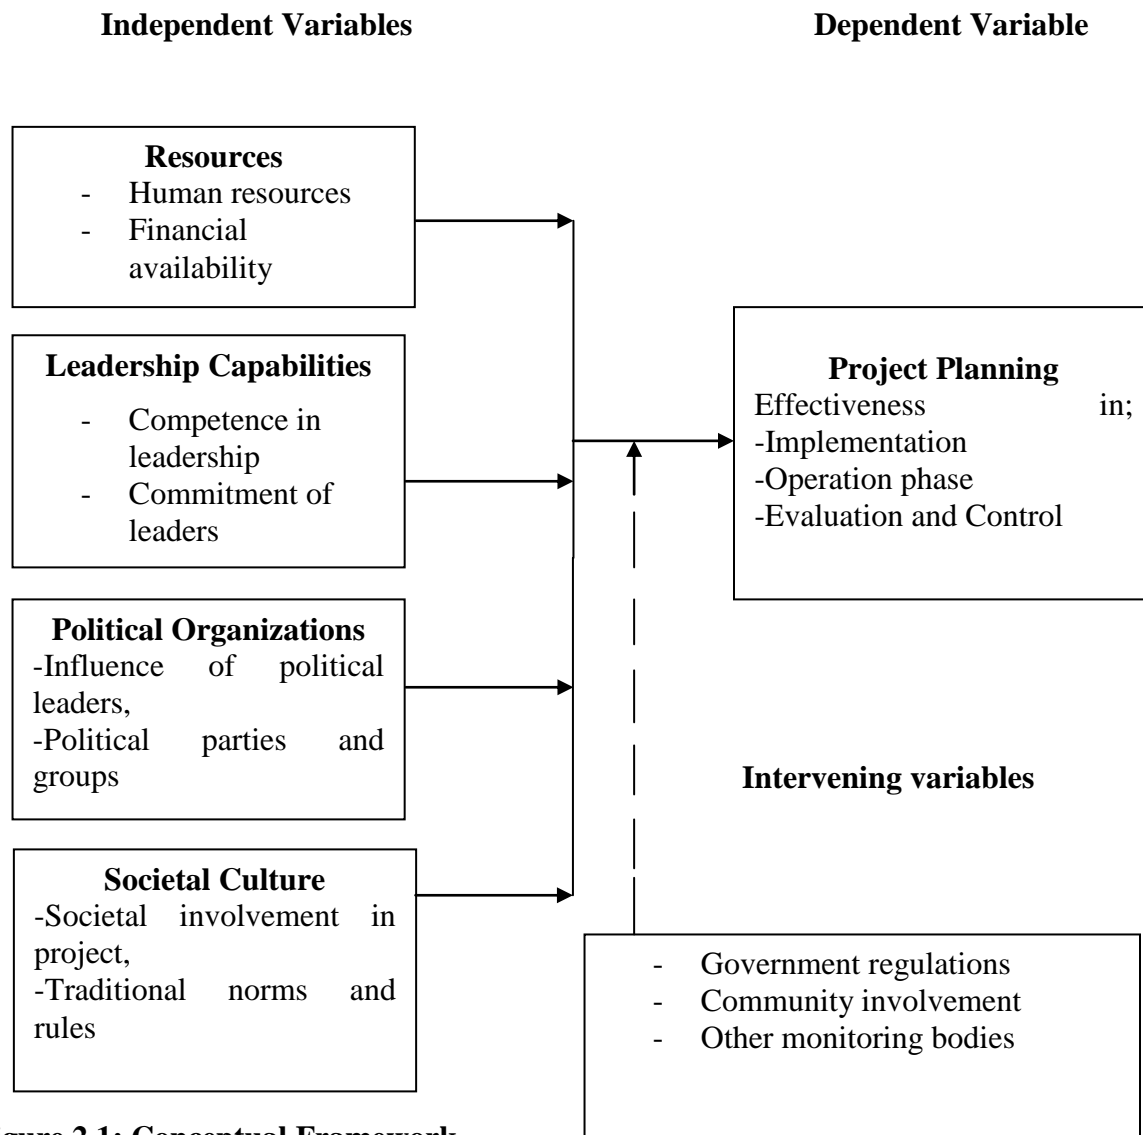 Independent Variables
Dependent Variable
Resources
- Human resources
- Financial
availability
Leadership Capabilities
- Competence in
leadership
- Commitment of
leaders
Project Planning
Effectiveness in;
-Implementation
-Operation phase
-Evaluation and Control
Political Organizations
-Influence of political
leaders,
-Political parties and
groups
Intervening variables
Societal Culture
-Societal involvement in
project,
-Traditional norms and
rules
- Government regulations
- Community involvement
- Other monitoring bodies
gure 2.1: Conceptual Framework